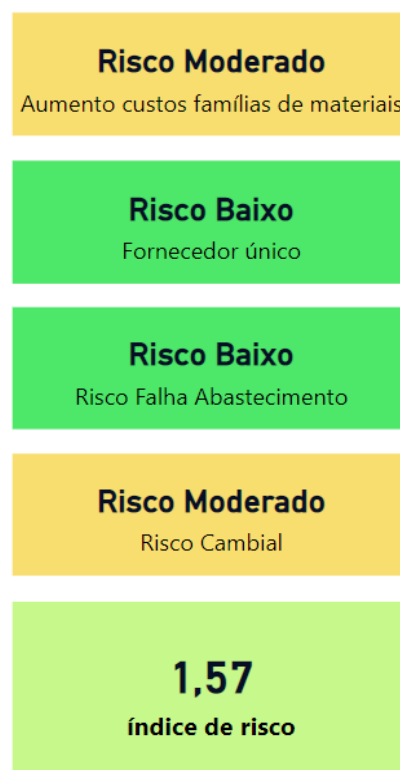 Risco Moderado
Aumento custos famílias de materiais
Risco Baixo
Fornecedor único
Risco Baixo
Risco Falha Abastecimento
Risco Moderado
Risco Cambial
1,57
índice de risco